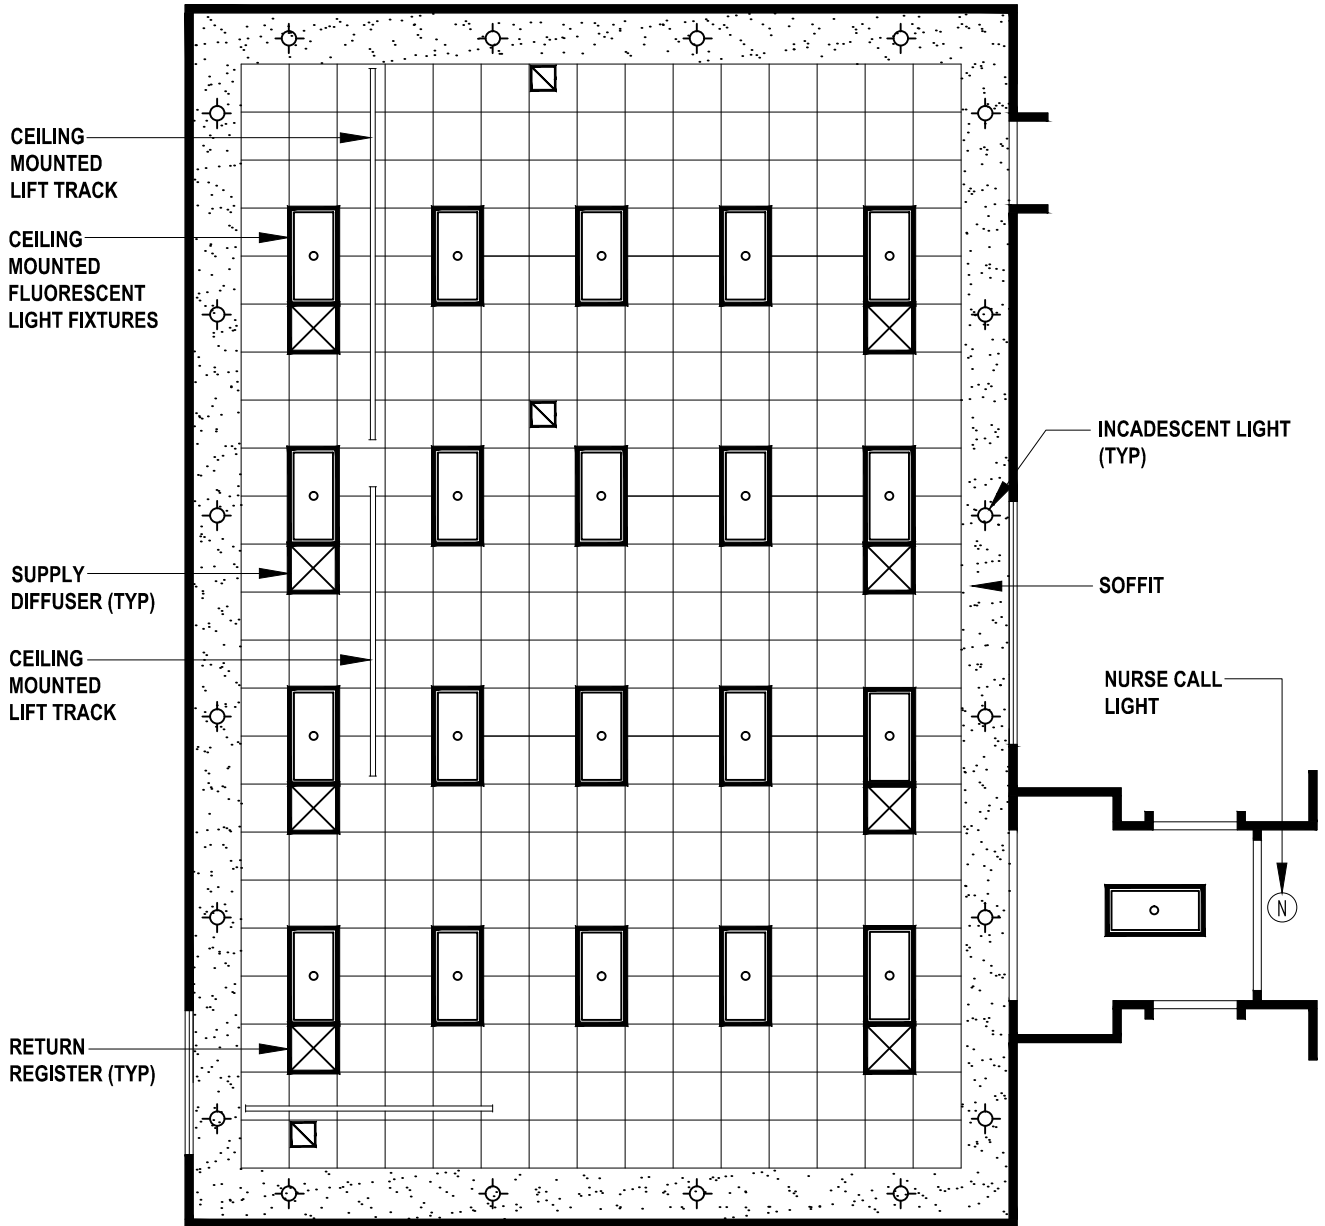 CEILING
MOUNTED
LIFT TRACK
CEILING
MOUNTED
FLUORESCENT
LIGHT FIXTURES
INCADESCENT LIGHT
(TYP)
SUPPLY
DIFFUSER (TYP)
SOFFIT
CEILING
MOUNTED
LIFT TRACK
NURSE CALL
LIGHT
N
RETURN
REGISTER (TYP)